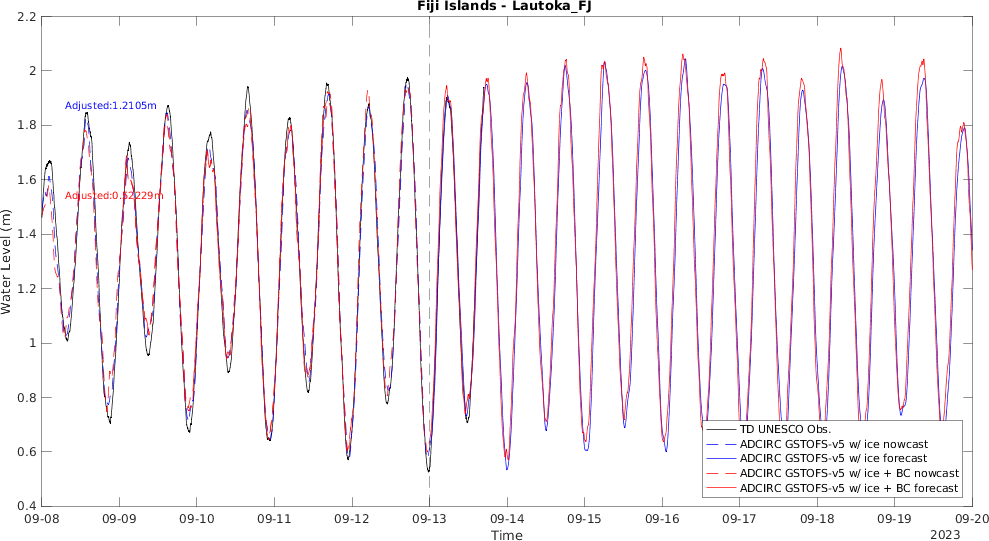 Fiji Islands - Lautoka_FJ
2.2
2
1.8
1.6
1.4
1.2
1
0.8
0.6
0.4
Water Level (m)
Adjusted:1.2105m
Adjusted:0.32229m
TD UNESCO Obs.
ADCIRC GSTOFS-v5 w/ ice nowcast
ADCIRC GSTOFS-v5 w/ ice forecast
ADCIRC GSTOFS-v5 w/ ice + BC nowcast
ADCIRC GSTOFS-v5 w/ ice + BC forecast
09-08 09-09 09-10 09-11 09-12 09-13 09-14 09-15 09-16 09-17 09-18 09-19 09-20
Time
2023